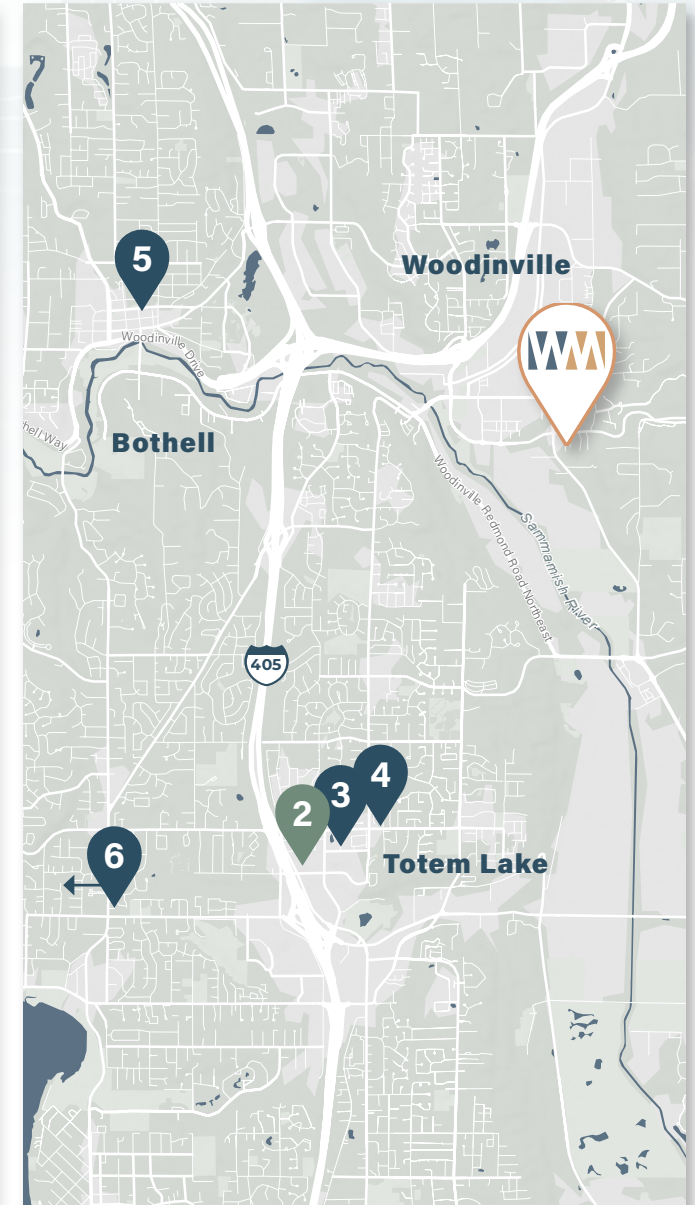 5
Woodinville
WM
Woodinville Drive
Bothell
hell Way
Woodinville Redmond Road Northeast
Sammamish River
405
4
3
2
Totem Lake
6